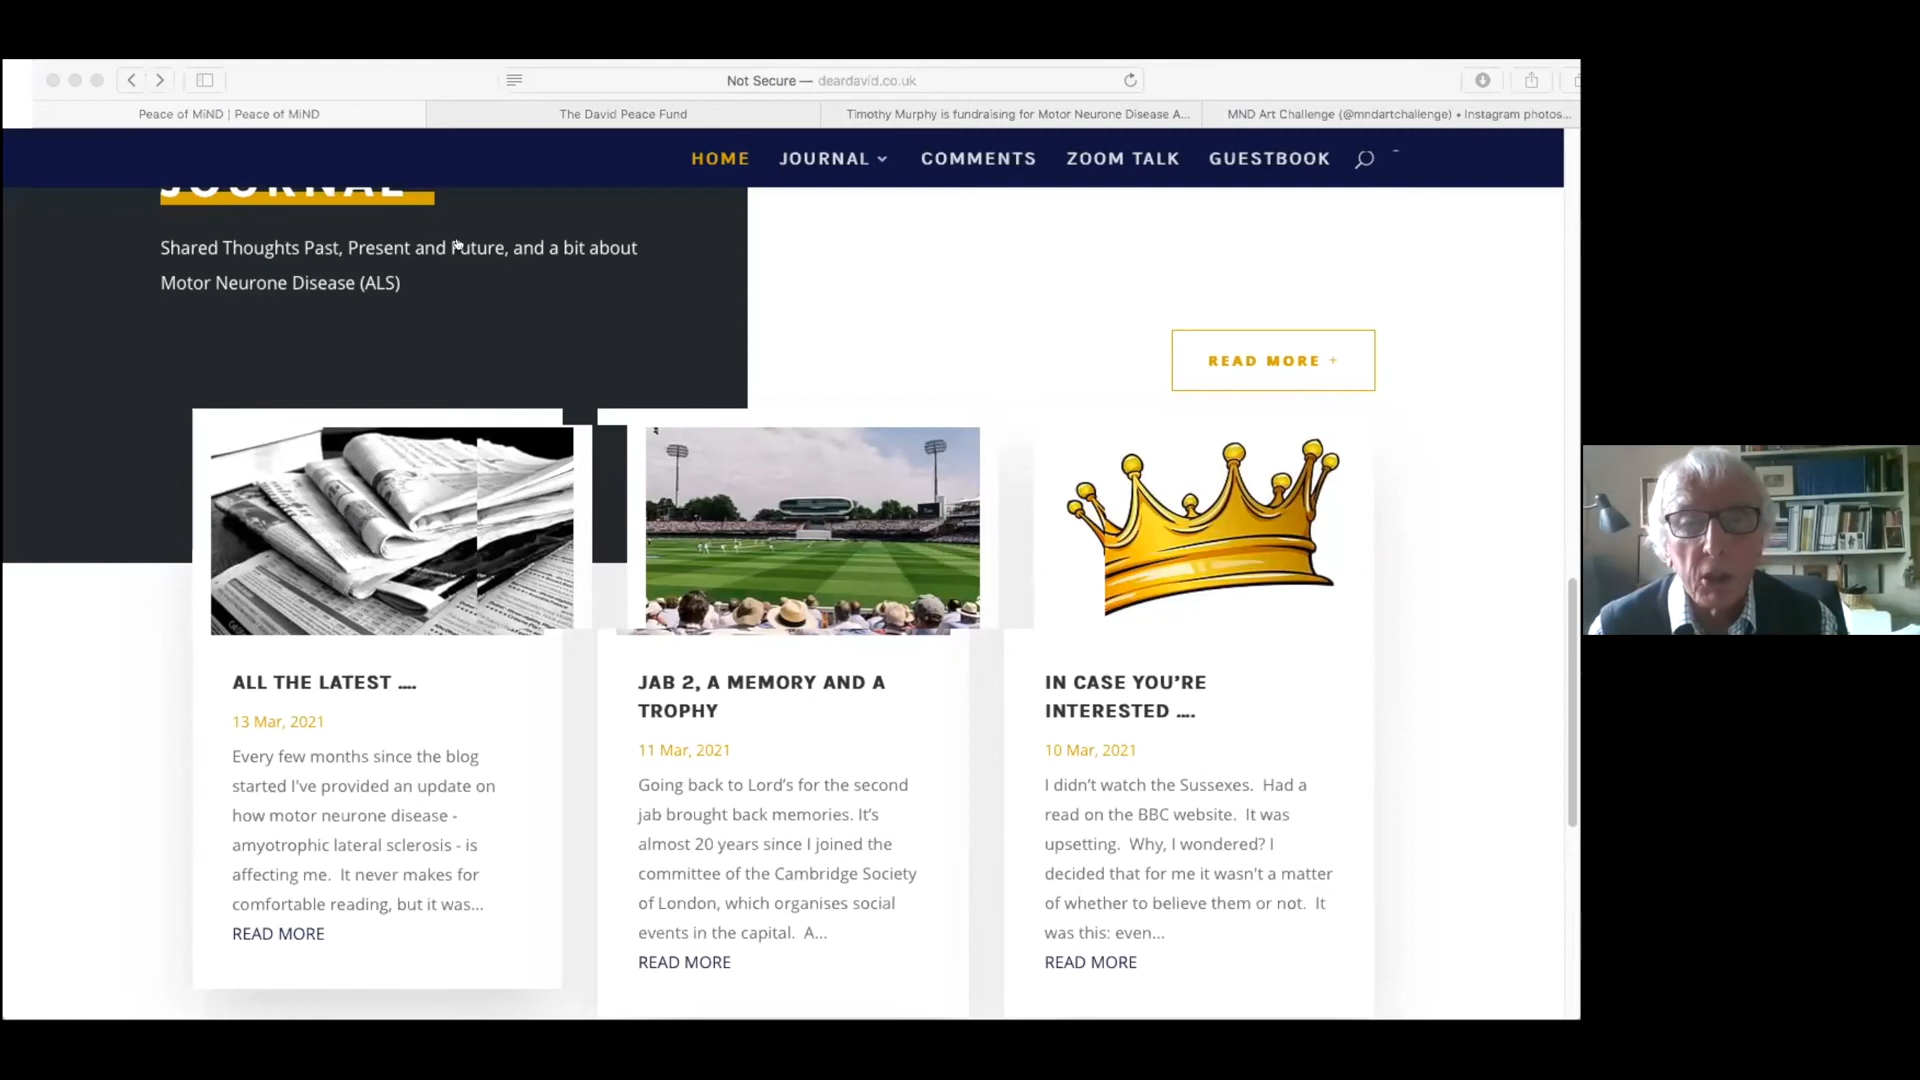 Not Secure — deardavid.co.uk
Peace of MiND | Peace of MiND
The David Peace Fund
Timothy Murphy is fundraising for Motor Neurone Disease A...
MND Art Challenge (@mndartchallenge) • Instagram photos...
HOME
JOURNAL
COMMENTS
ZOOM TALK
GUESTBOOK
JOURNAL
Shared Thoughts Past, Present and Future, and a bit about
Motor Neurone Disease (ALS)
READ MORE +
ALL THE LATEST ....
13 Mar, 2021
Every few months since the blog
started I've provided an update on
how motor neurone disease -
amyotrophic lateral sclerosis - is
affecting me.  It never makes for
comfortable reading, but it was...
READ MORE
JAB 2, A MEMORY AND A
TROPHY
11 Mar, 2021
Going back to Lord’s for the second
jab brought back memories. It’s
almost 20 years since I joined the
committee of the Cambridge Society
of London, which organises social
events in the capital.  A...
READ MORE
IN CASE YOU’RE
INTERESTED ....
10 Mar, 2021
I didn’t watch the Sussexes.  Had a
read on the BBC website.  It was
upsetting.  Why, I wondered? I
decided that for me it wasn't a matter
of whether to believe them or not.  It
was this: even...
READ MORE